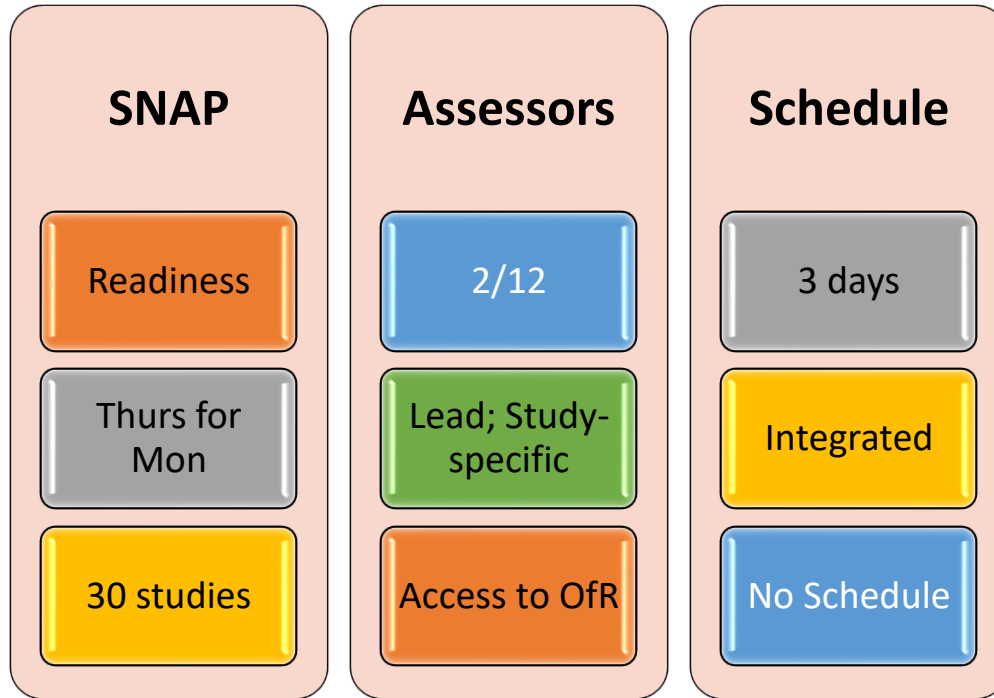 SNAP
Readiness
Thurs for
Mon
30 studies
Assessors
2/12
Lead; Study-
specific
Access to OfR
Schedule
3 days
Integrated
No Schedule